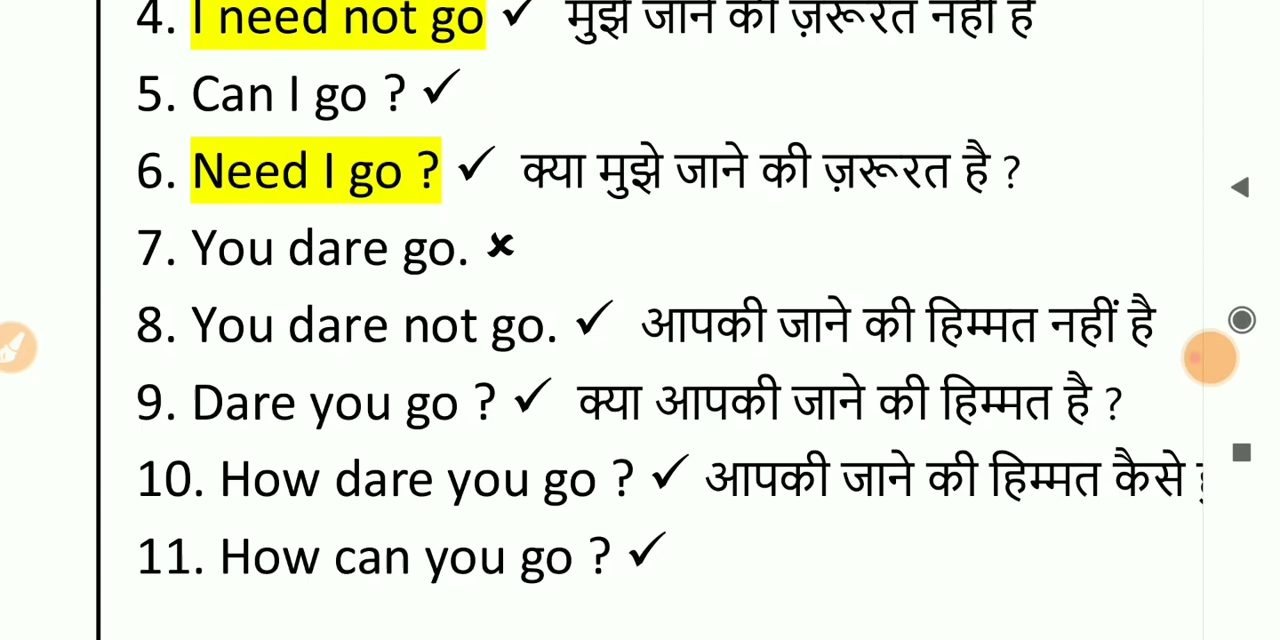 4. I need not go ✓ मुझे जाने की ज़रूरत नहीं है
5. Can I go ? ✓
6. Need I go ? ✓ क्या मुझे जाने की ज़रूरत है ?
7. You dare go. ✘
8. You dare not go. ✓ आपकी जाने की हिम्मत नहीं है
9. Dare you go ? ✓ क्या आपकी जाने की हिम्मत है ?
10. How dare you go ? ✓ आपकी जाने की हिम्मत कैसे
11. How can you go ? ✓